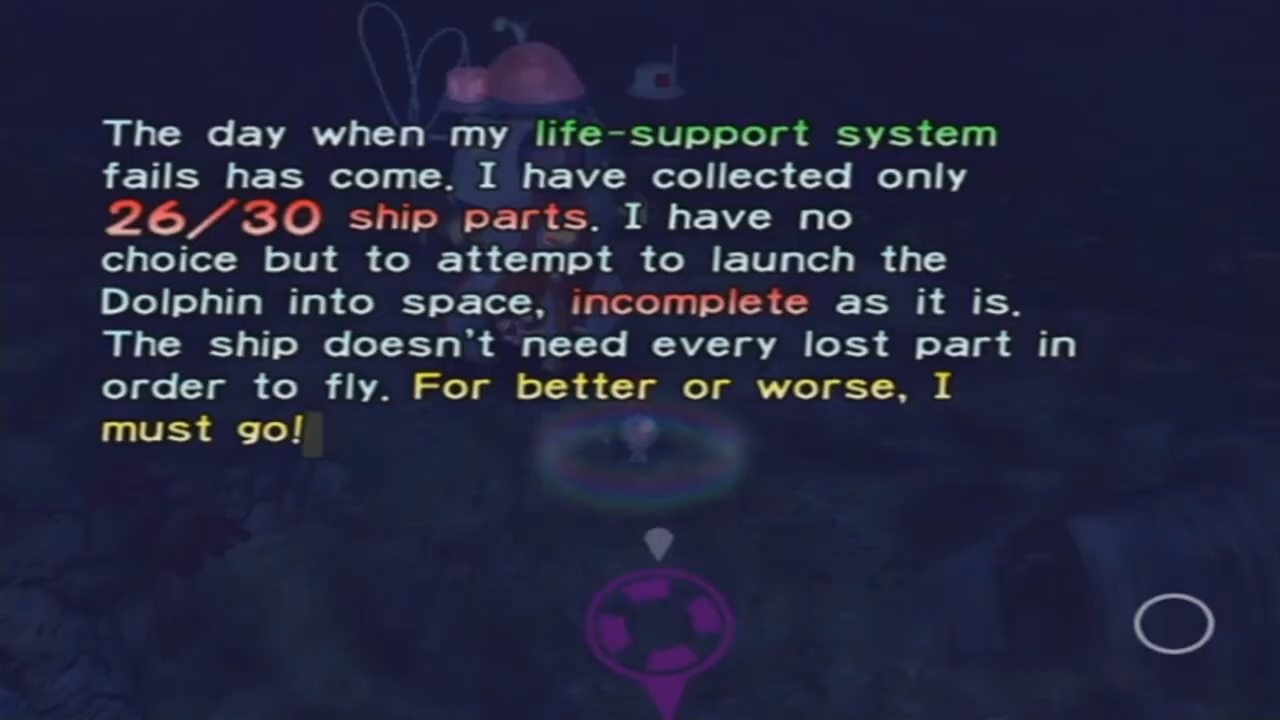 The day when my life-support system
fails has come. I have collected only
26/30 ship parts. I have no
choice but to attempt to launch the
Dolphin into space, incomplete as it is.
The ship doesn't need every lost part in
order to fly. For better or worse, I
must go!